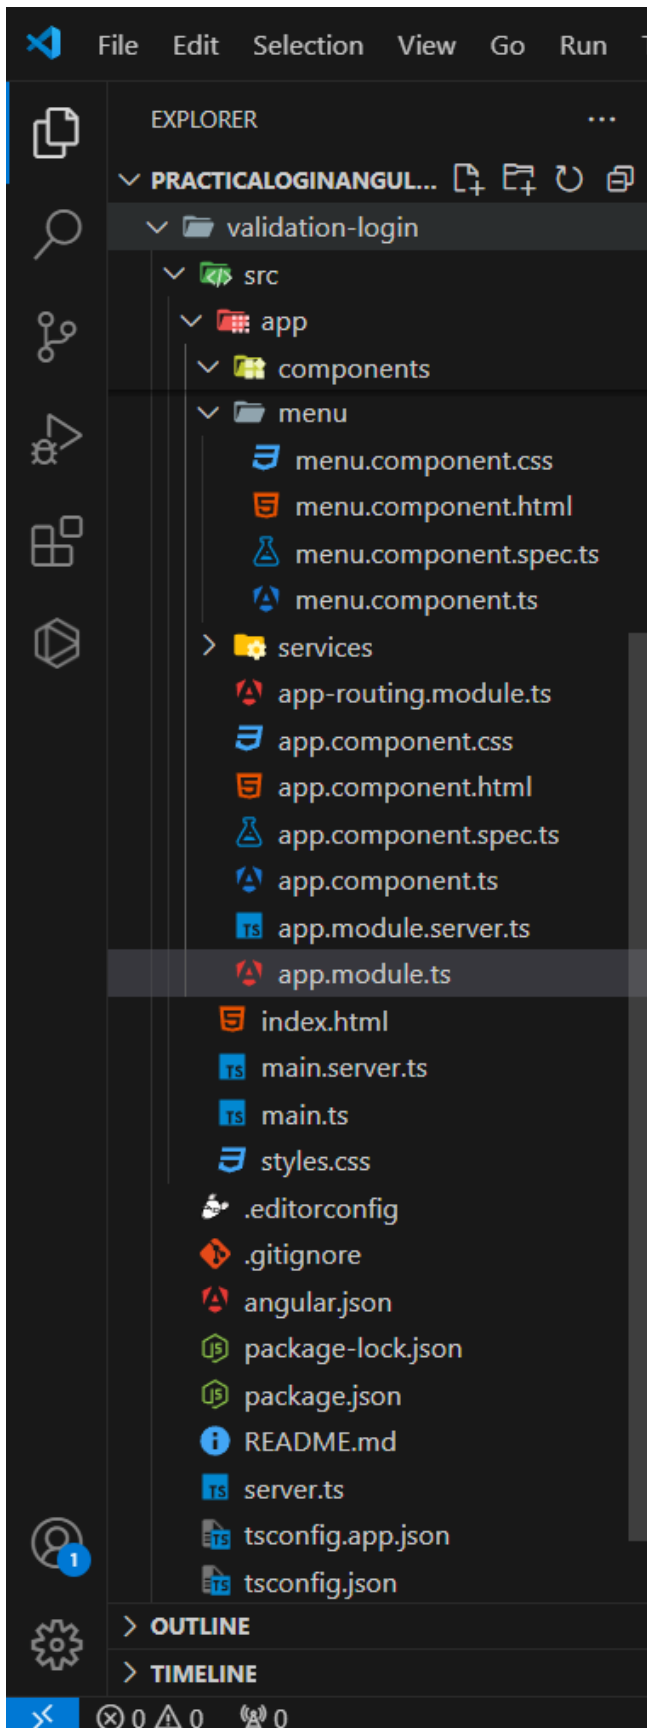 File Edit Selection View Go Run
EXPLORER ...
PRACTICALOGINANGUL...
validation-login
src
app
components
menu
menu.component.css
menu.component.html
menu.component.spec.ts
menu.component.ts
services
app-routing.module.ts
app.component.css
app.component.html
app.component.spec.ts
app.component.ts
app.module.server.ts
app.module.ts
index.html
main.server.ts
main.ts
styles.css
.editorconfig
.gitignore
angular.json
package-lock.json
package.json
README.md
server.ts
tsconfig.app.json
1
tsconfig.json
OUTLINE
TIMELINE
0 0 0